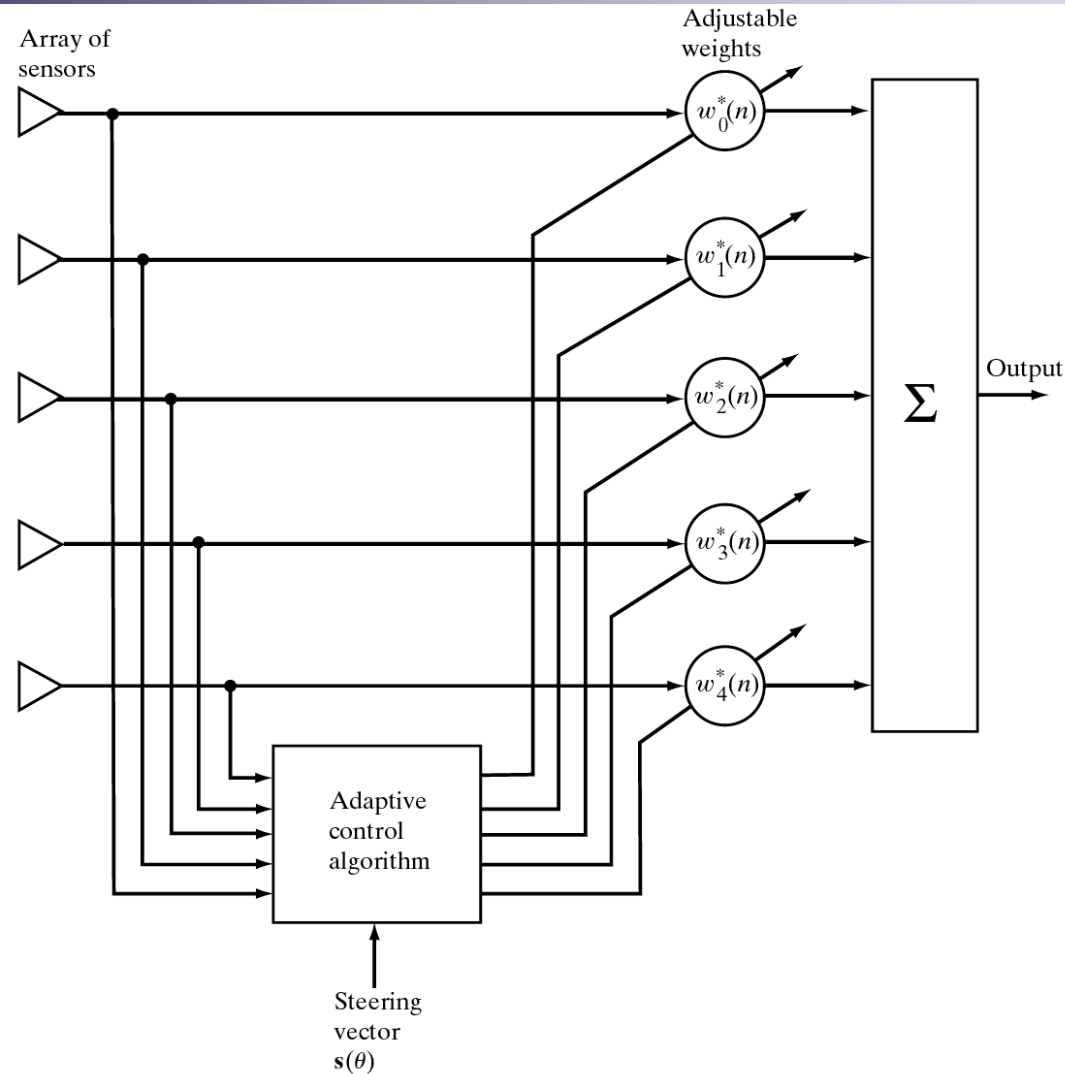 Array of
sensors
Adjustable
weights
w*0(n)
w*1(n)
w*2(n)
Σ
Output
w*3(n)
w*4(n)
Adaptive
control
algorithm
Steering
vector
s(θ)